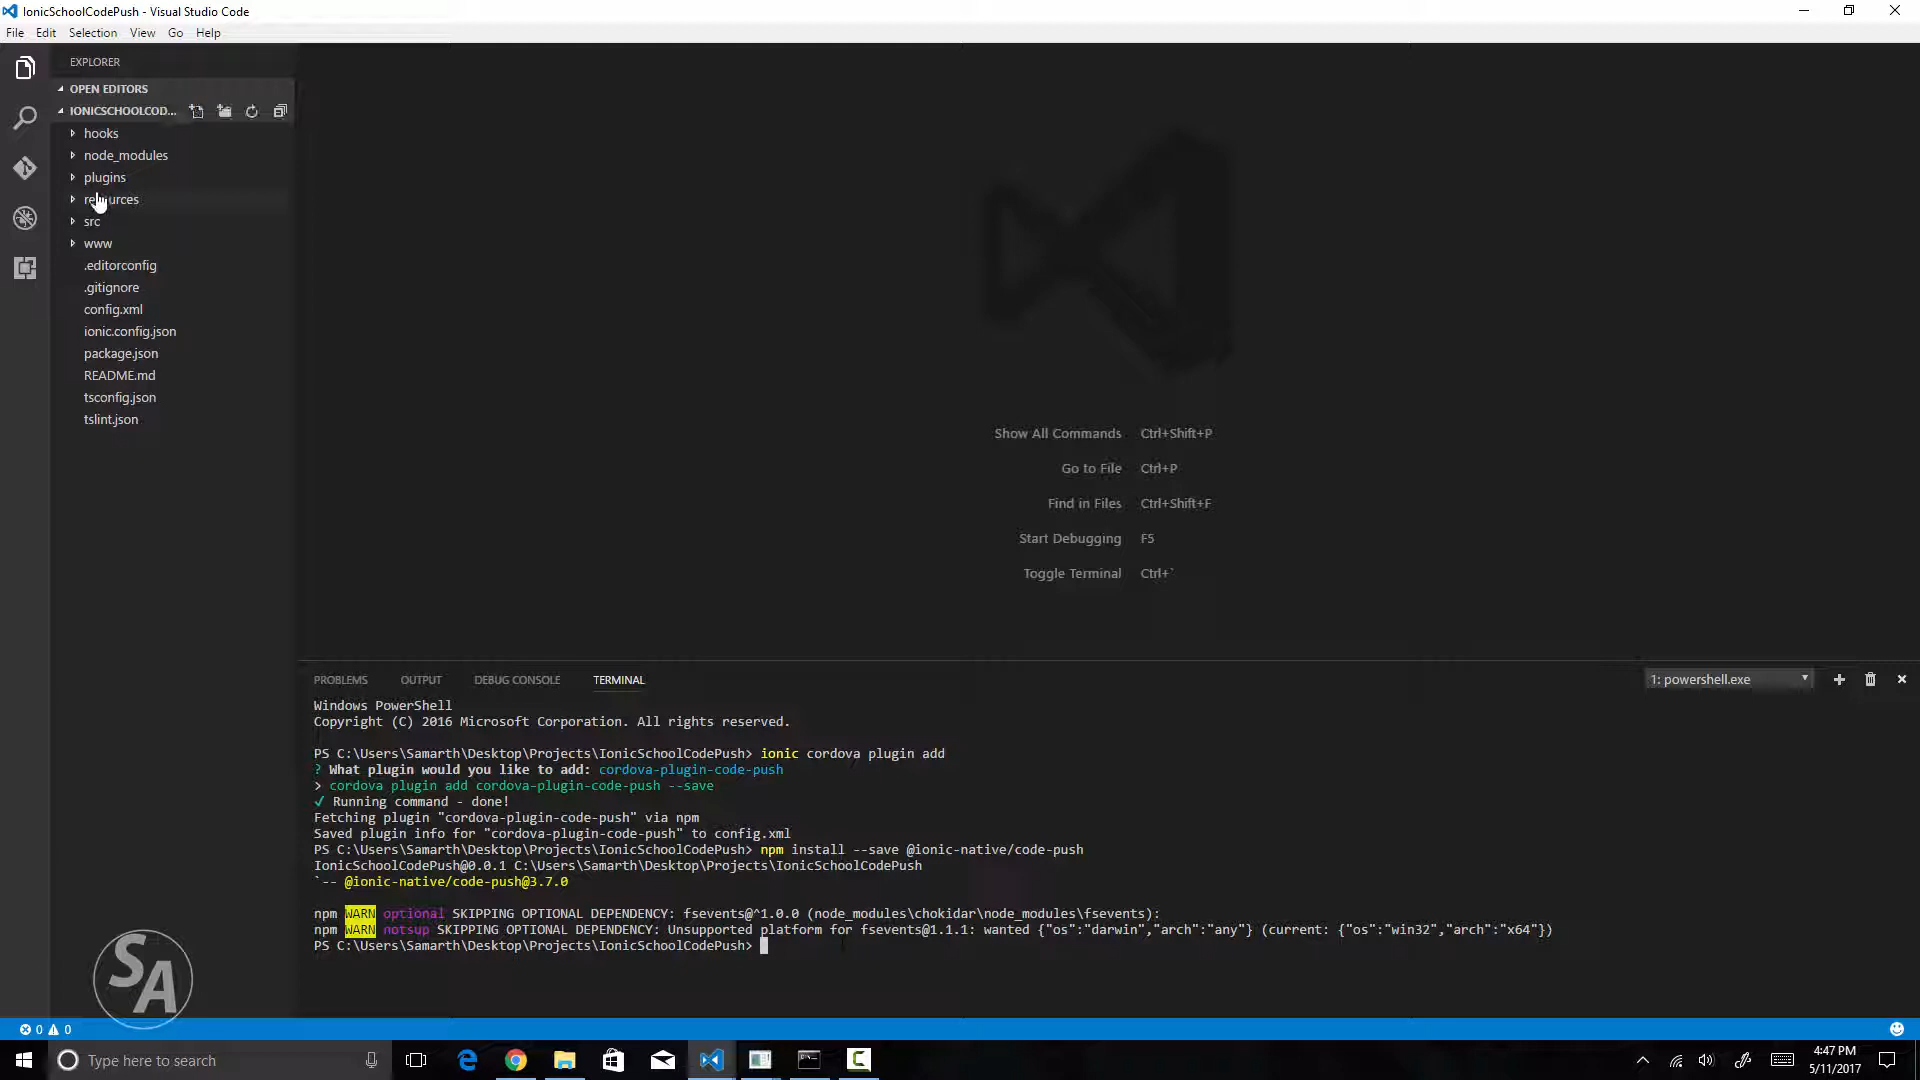 IonicSchoolCodePush - Visual Studio Code
File Edit Selection View Go Help
EXPLORER
OPEN EDITORS
IONICSCHOOLCOD...
hooks
node_modules
plugins
resources
src
www
.editorconfig
.gitignore
config.xml
ionic.config.json
package.json
README.md
tsconfig.json
tslint.json
Show All Commands Ctrl+Shift+P
Go to File Ctrl+P
Find in Files Ctrl+Shift+F
Start Debugging F5
Toggle Terminal Ctrl+`
PROBLEMS OUTPUT DEBUG CONSOLE TERMINAL 1: powershell.exe
Windows PowerShell
Copyright (C) 2016 Microsoft Corporation. All rights reserved.
PS C:\Users\Samarth\Desktop\Projects\IonicSchoolCodePush> ionic cordova plugin add
? What plugin would you like to add: cordova-plugin-code-push
> cordova plugin add cordova-plugin-code-push --save
√ Running command - done!
Fetching plugin "cordova-plugin-code-push" via npm
Saved plugin info for "cordova-plugin-code-push" to config.xml
PS C:\Users\Samarth\Desktop\Projects\IonicSchoolCodePush> npm install --save @ionic-native/code-push
IonicSchoolCodePush@0.0.1 C:\Users\Samarth\Desktop\Projects\IonicSchoolCodePush
`-- @ionic-native/code-push@3.7.0
npm WARN optional SKIPPING OPTIONAL DEPENDENCY: fsevents@^1.0.0 (node_modules\chokidar\node_modules\fsevents):
npm WARN notsup SKIPPING OPTIONAL DEPENDENCY: Unsupported platform for fsevents@1.1.1: wanted {"os":"darwin","arch":"any"} (current: {"os":"win32","arch":"x64"})
PS C:\Users\Samarth\Desktop\Projects\IonicSchoolCodePush>
SA
0 0
Type here to search
4:47 PM
5/11/2017